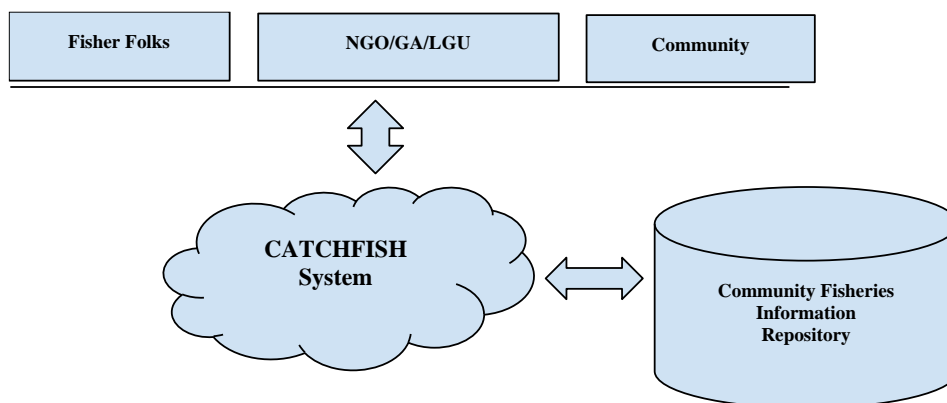 Fisher Folks
NGO/GA/LGU
Community
CATCHFISH
System
Community Fisheries
Information
Repository